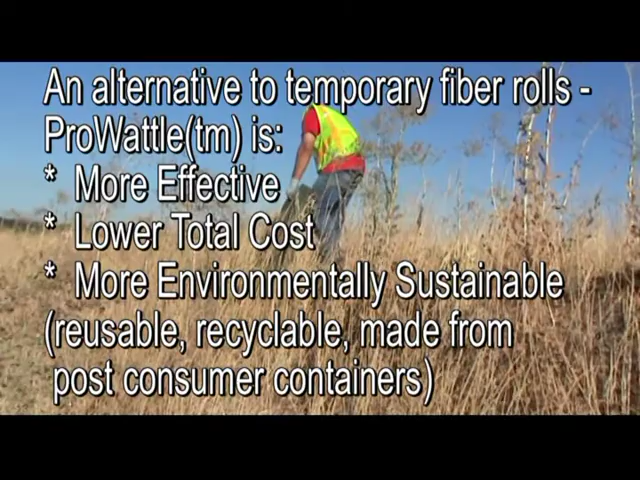 An alternative to temporary fiber rolls -
ProWattle(tm) is:
* More Effective
* Lower Total Cost
* More Environmentally Sustainable
(reusable, recyclable, made from
post consumer containers)